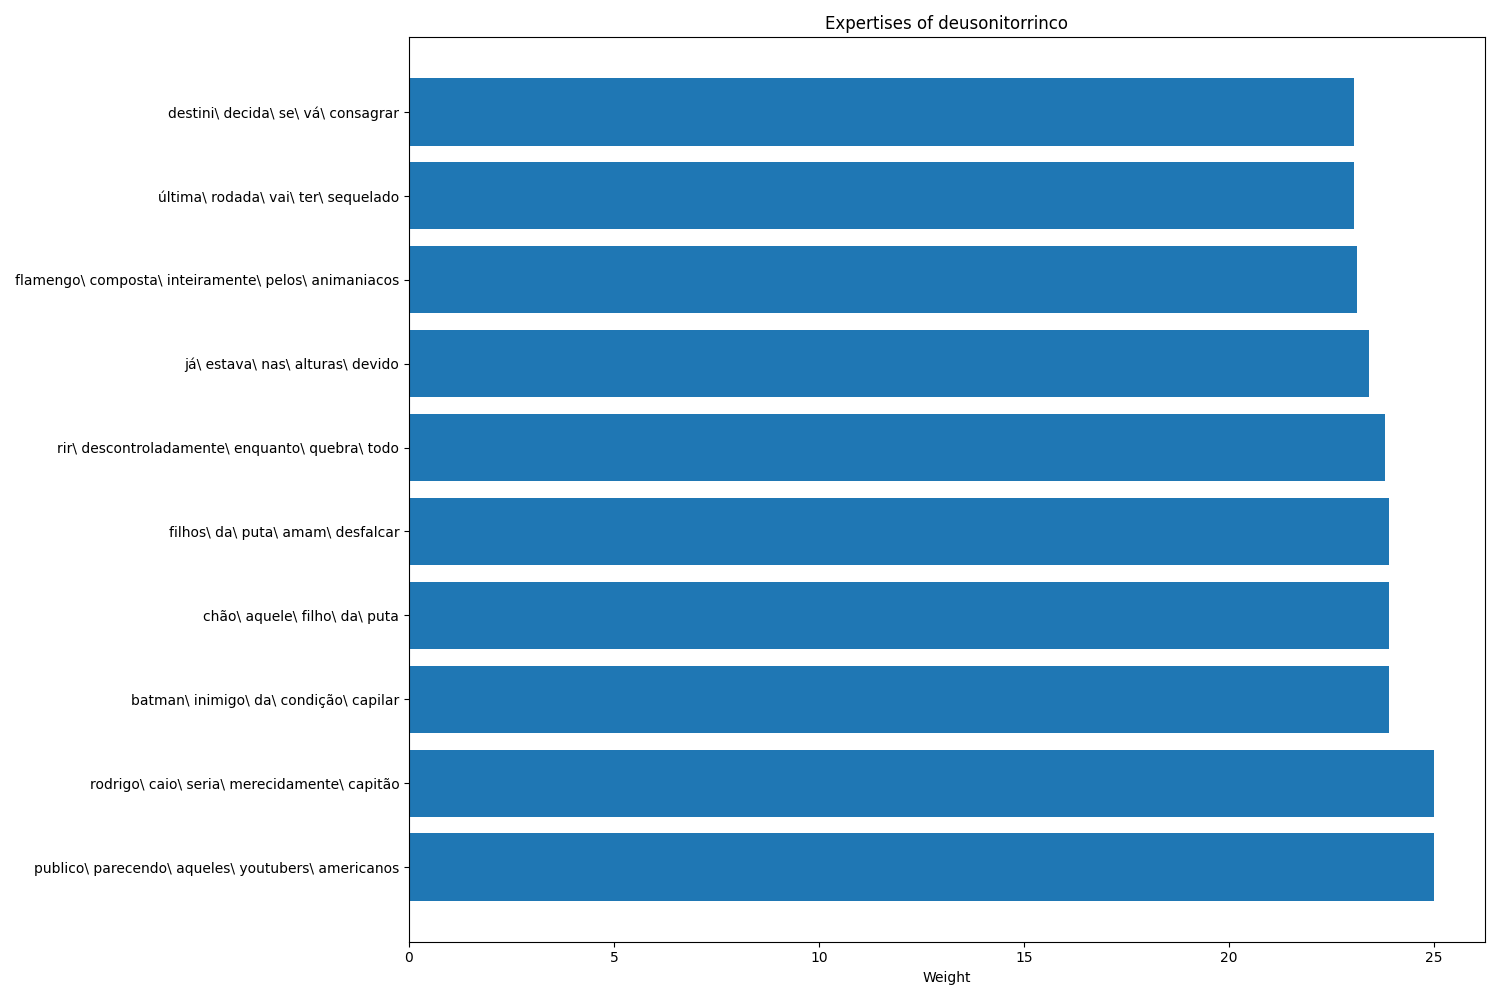 Expertises of deusonitorrinco
destini\ decida\ se\ vá\ consagrar
última\ rodada\ vai\ ter\ sequelado
flamengo\ composta\ inteiramente\ pelos\ animaniacos
já\ estava\ nas\ alturas\ devido
rir\ descontroladamente\ enquanto\ quebra\ todo
filhos\ da\ puta\ amam\ desfalcar
chão\ aquele\ filho\ da\ puta
batman\ inimigo\ da\ condição\ capilar
rodrigo\ caio\ seria\ merecidamente\ capitão
publico\ parecendo\ aqueles\ youtubers\ americanos
0 5 10 15 20 25
Weight